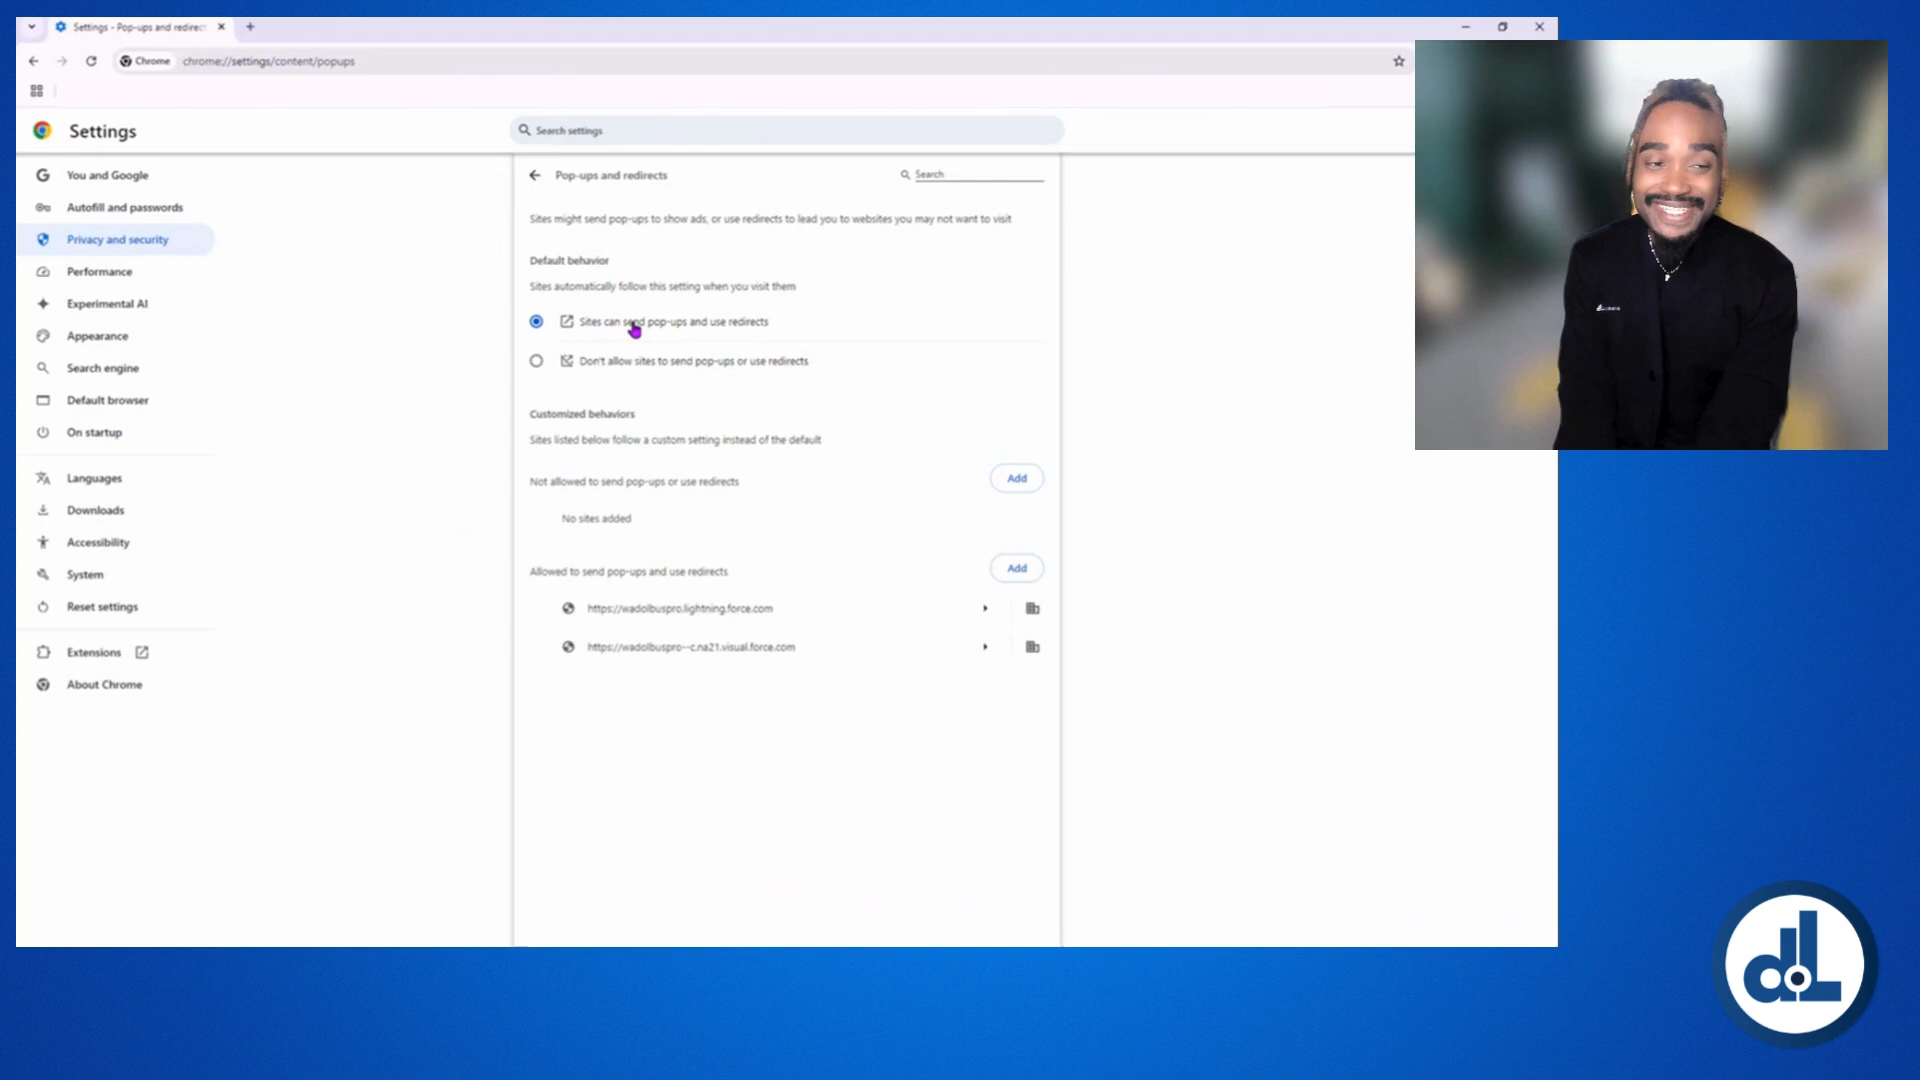 Settings - Pop-ups and redirec
Chrome
chrome://settings/content/popups
Settings
Search settings
You and Google
Autofill and passwords
Privacy and security
Performance
Experimental AI
Appearance
Search engine
Default browser
On startup
Languages
Downloads
Accessibility
System
Reset settings
Extensions
About Chrome
Pop-ups and redirects
Search
Sites might send pop-ups to show ads, or use redirects to lead you to websites you may not want to visit
Default behavior
Sites automatically follow this setting when you visit them
Sites can send pop-ups and use redirects
Don't allow sites to send pop-ups or use redirects
Customized behaviors
Sites listed below follow a custom setting instead of the default
Not allowed to send pop-ups or use redirects
Add
No sites added
Allowed to send pop-ups and use redirects
Add
https://wadolbuspro.lightning.force.com
https://wadolbuspro--c.na21.visual.force.com
dL